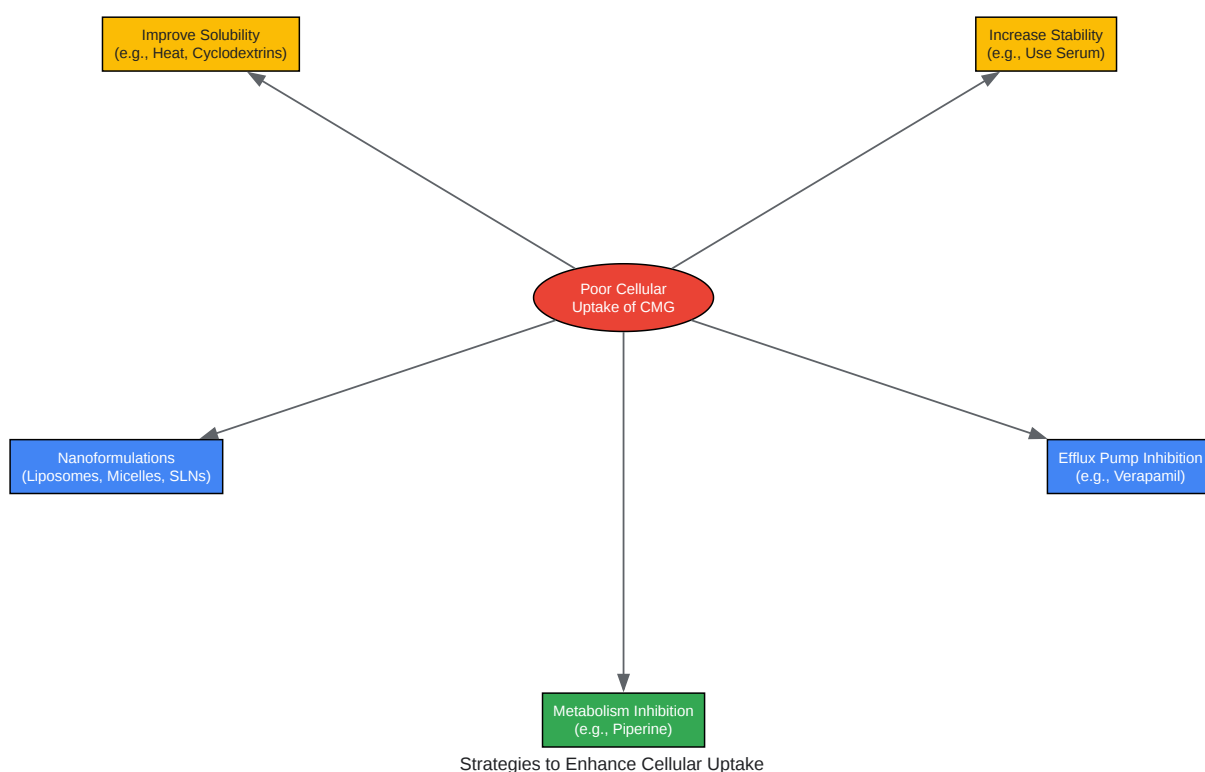 Improve Solubility
(e.g., Heat, Cyclodextrins)
Increase Stability
(e.g., Use Serum)
Poor Cellular
Uptake of CMG
Nanoformulations
(Liposomes, Micelles, SLNs)
Efflux Pump Inhibition
(e.g., Verapamil)
Metabolism Inhibition
(e.g., Piperine)
Strategies to Enhance Cellular Uptake